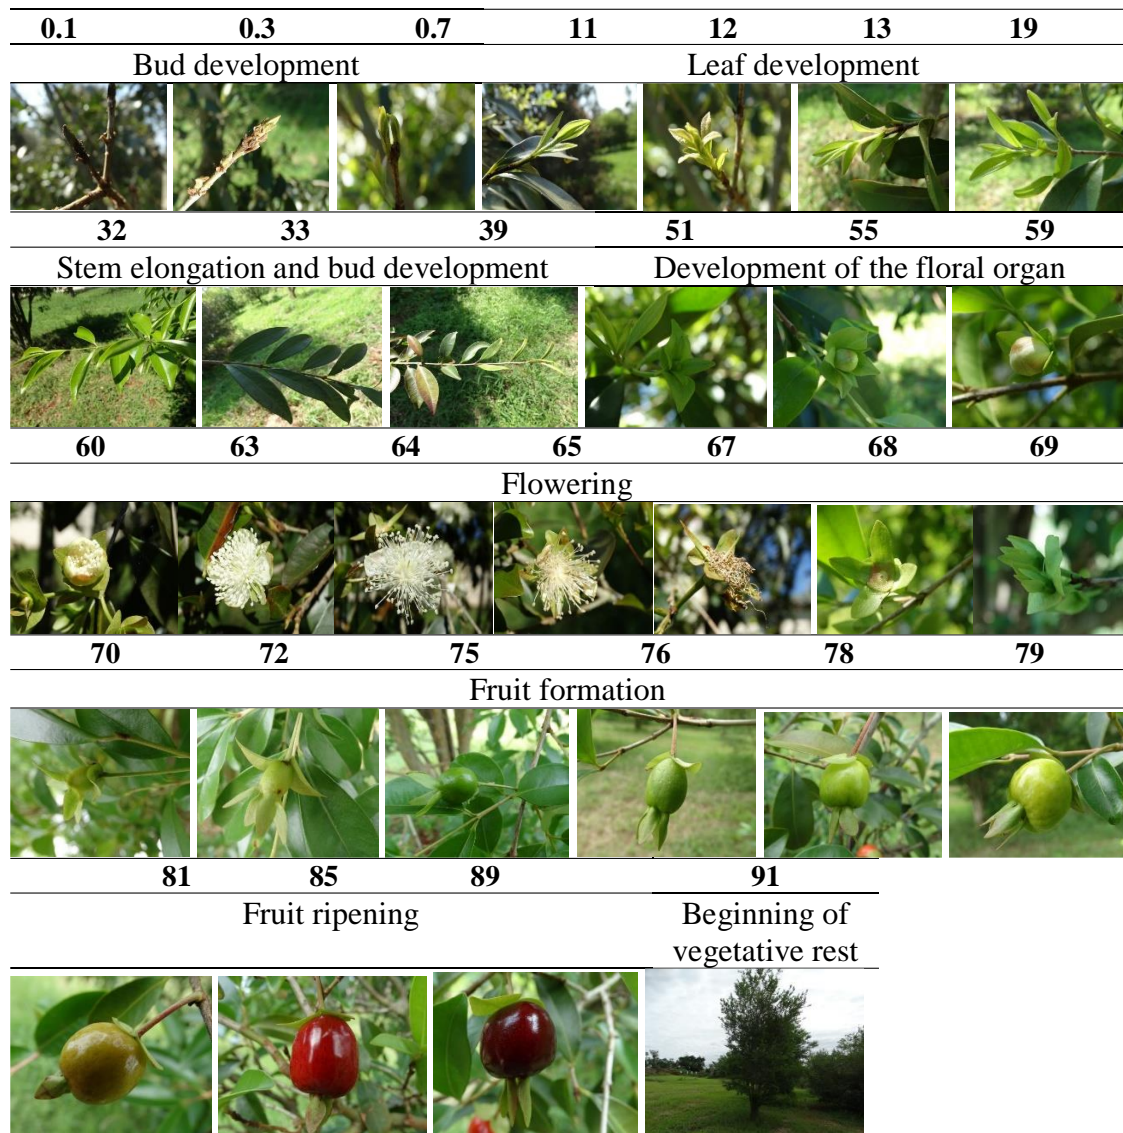 0.1 0.3 0.7 11 12 13 19
Bud development Leaf development
32 33 39 51 55 59
Stem elongation and bud development Development of the floral organ
60 63 64 65 67 68 69
Flowering
70 72 75 76 78 79
Fruit formation
81 85 89 91
Fruit ripening Beginning of
vegetative rest